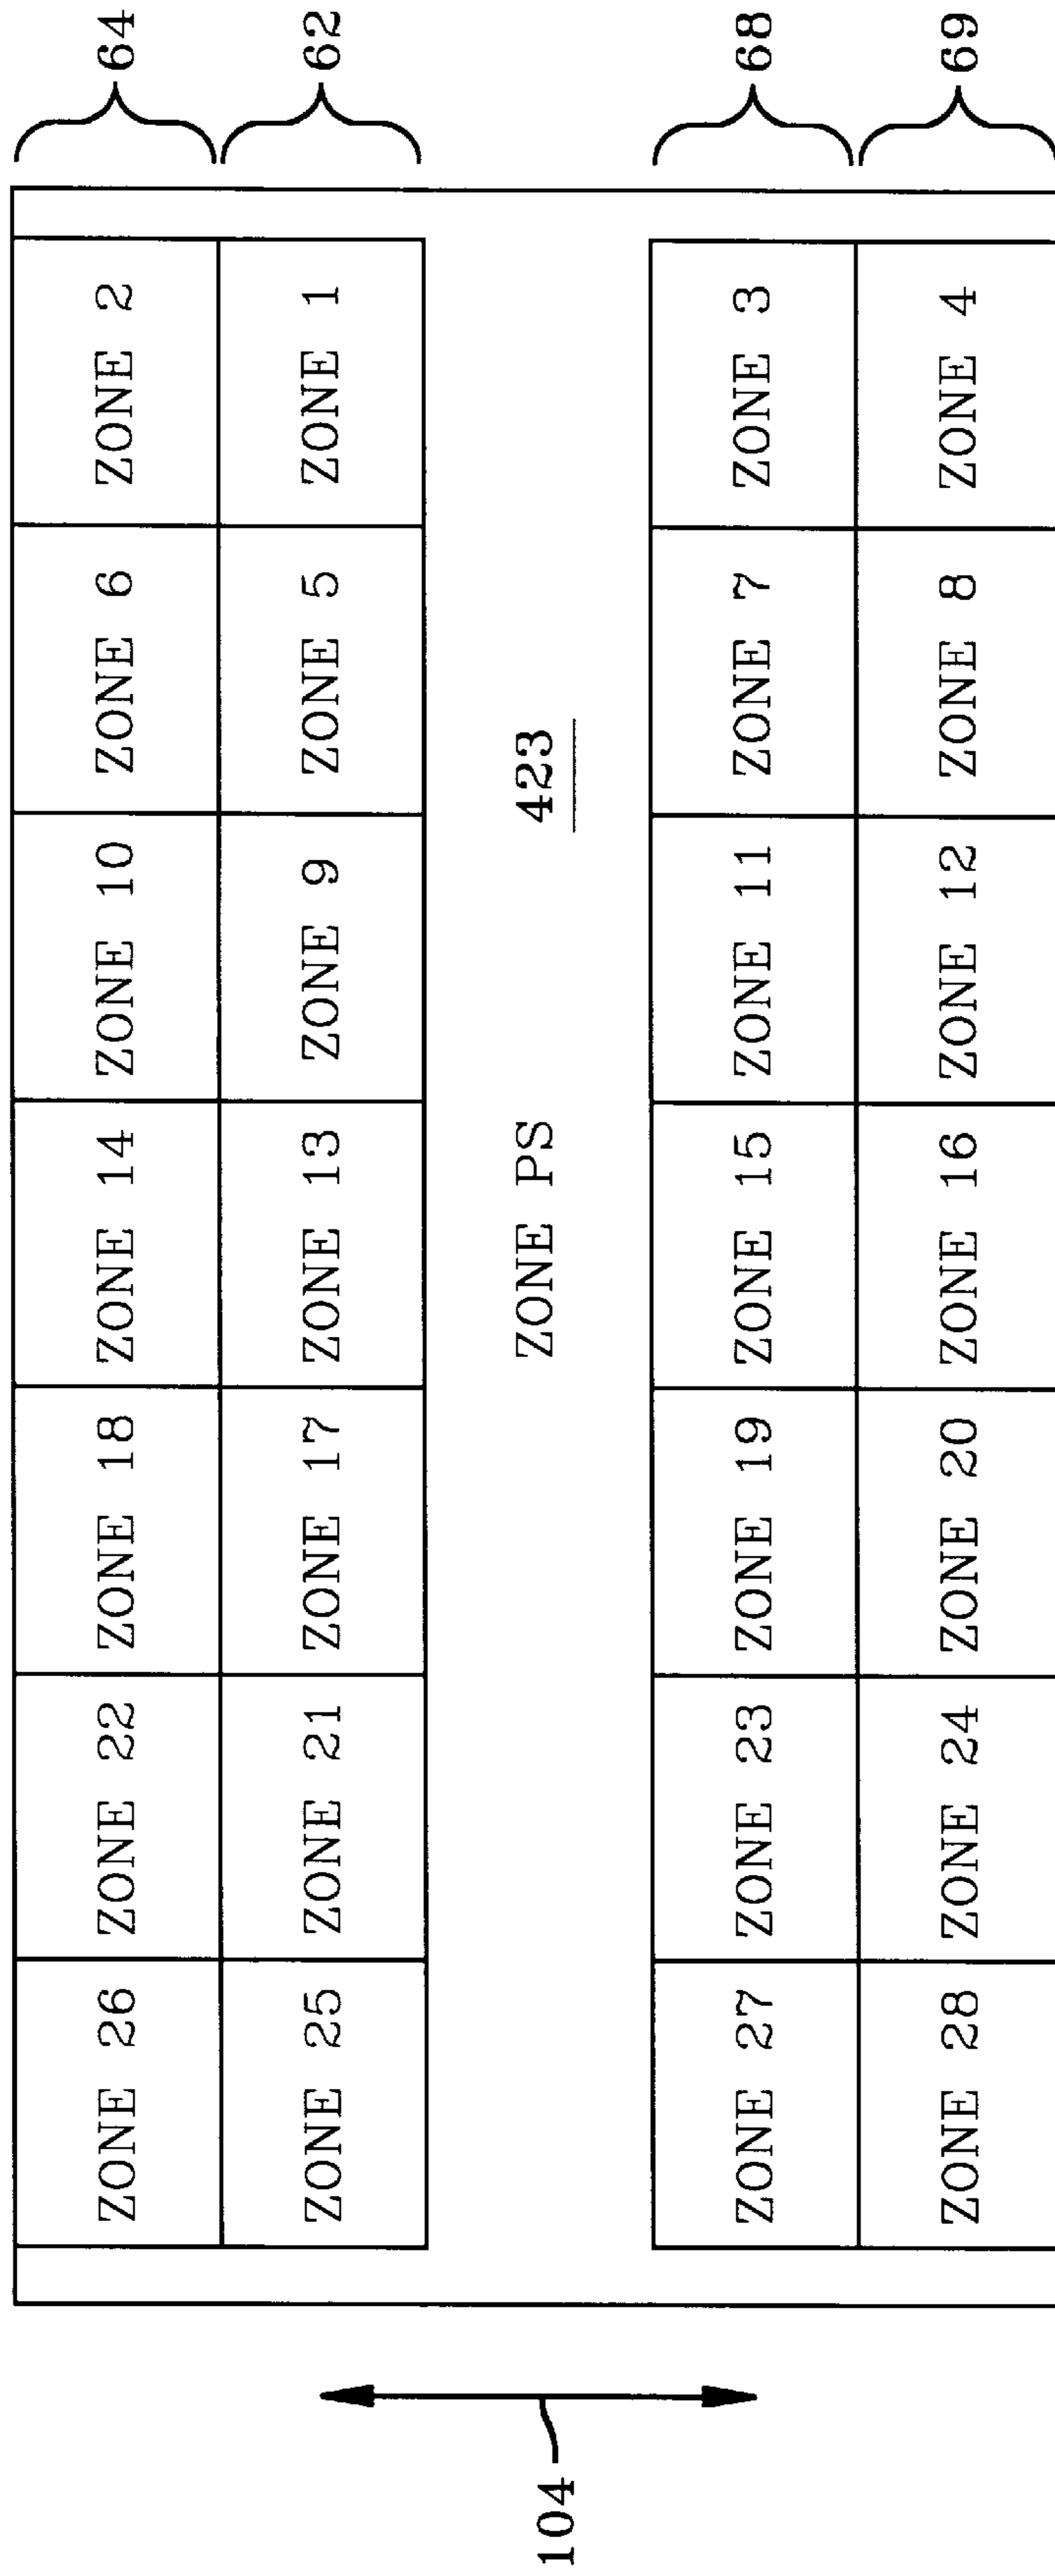 ZONE 26
ZONE 22
ZONE 18
ZONE 14
ZONE 10
ZONE 6
ZONE 2
64
ZONE 25
ZONE 21
ZONE 17
ZONE 13
ZONE 9
ZONE 5
ZONE 1
62
104
ZONE PS
423
ZONE 27
ZONE 23
ZONE 19
ZONE 15
ZONE 11
ZONE 7
ZONE 3
68
ZONE 28
ZONE 24
ZONE 20
ZONE 16
ZONE 12
ZONE 8
ZONE 4
69